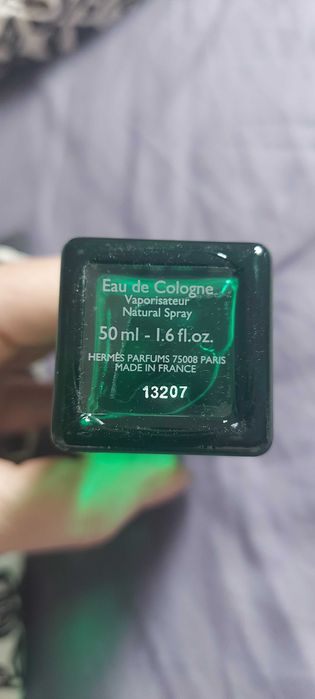 Eau de Cologne
Vaporisateur
Natural Spray
50 ml - 1.6 fl.oz.
HERMÈS PARFUMS 75008 PARIS
MADE IN FRANCE
13207